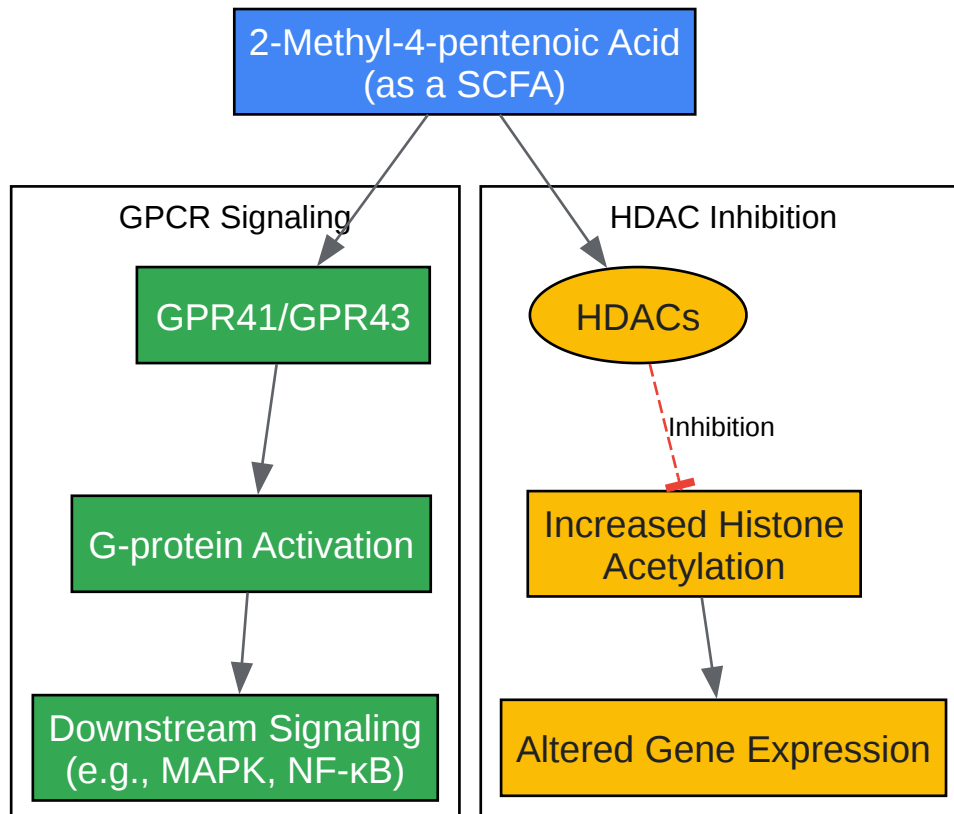 2-Methyl-4-pentenoic Acid
(as a SCFA)
GPCR Signaling
GPR41/GPR43
G-protein Activation
Downstream Signaling
(e.g., MAPK, NF-κB)
HDAC Inhibition
HDACs
Inhibition
Increased Histone
Acetylation
Altered Gene Expression